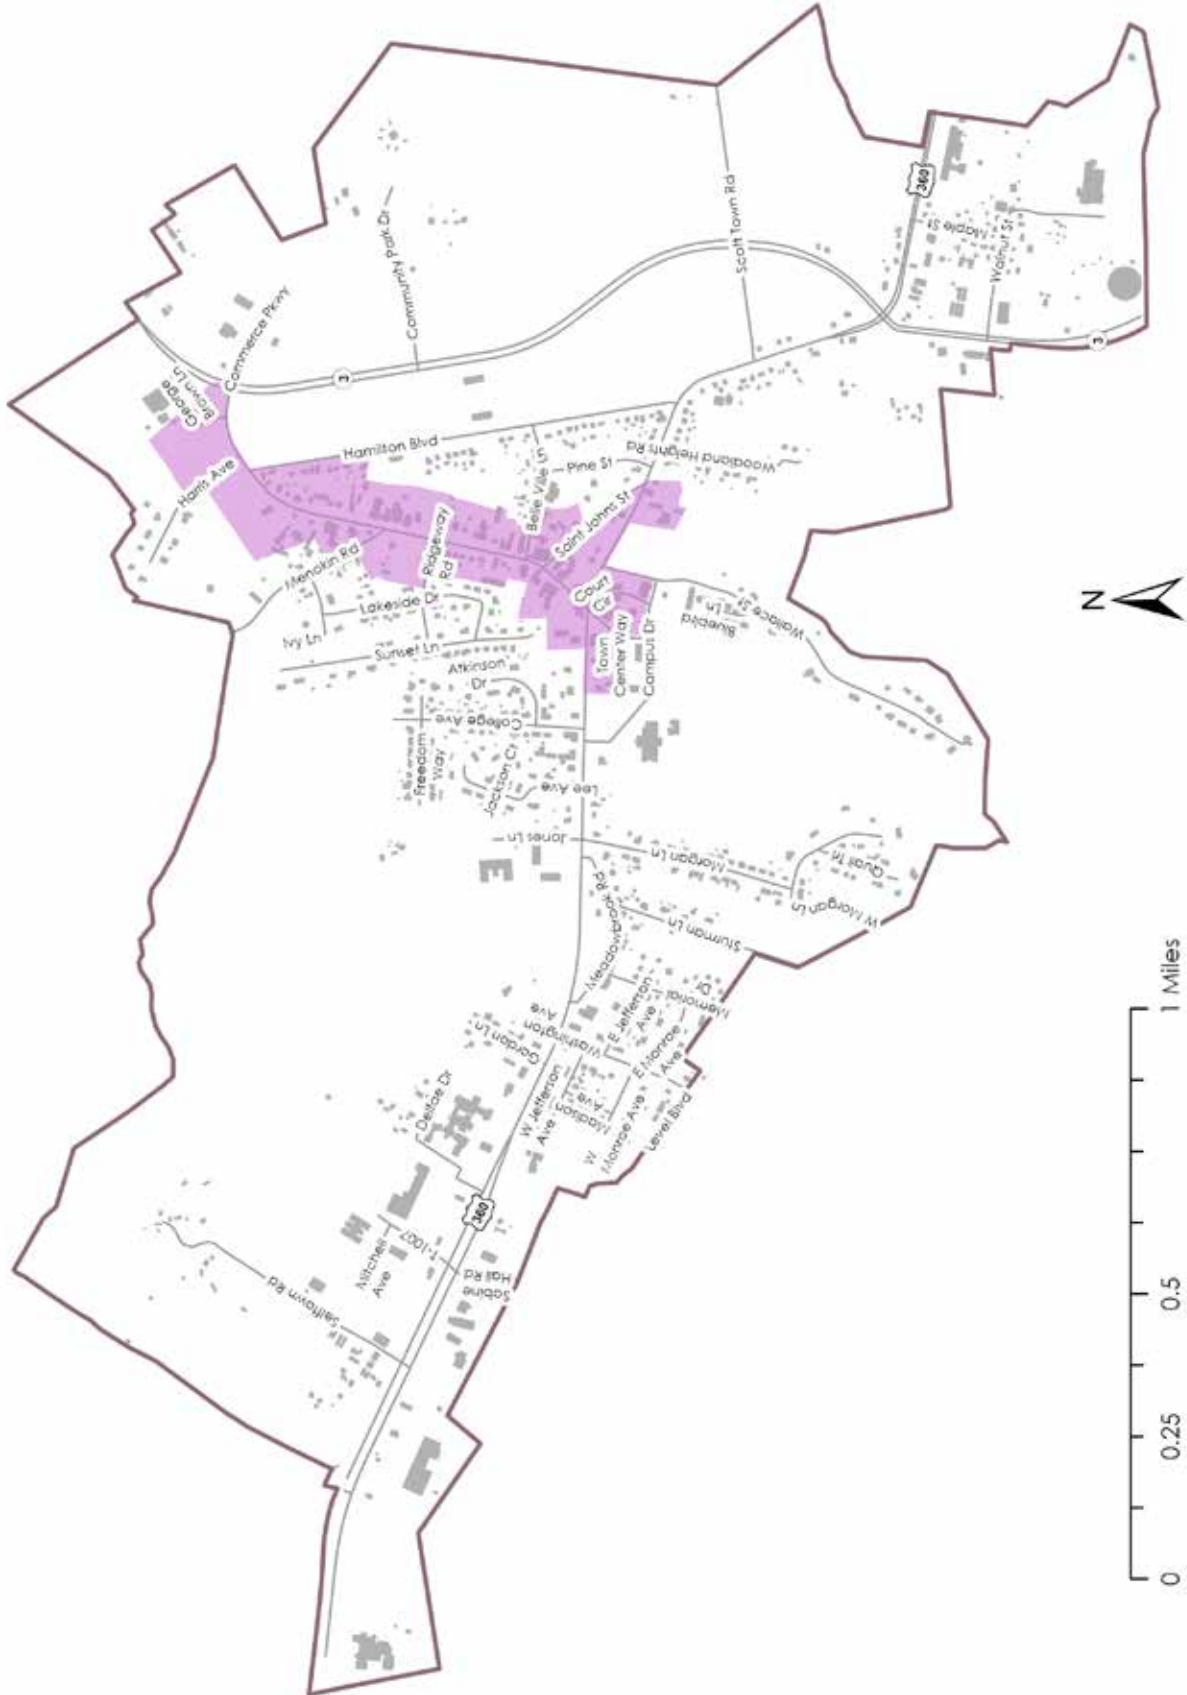 Commerce Pkwy
George
Brown Ln
Community Park Dr
3
Harris Ave
Hamilton Blvd
Scott Town Rd
360
Maple St
Walnut St
3
Belle Ville Ln
Pine St
Woodland Heights Rd
Saint Johns St
Menokin Rd
Ridgeway
Rd
Lakeside Dr
Ivy Ln
Sunset Ln
Court
Cir
Town
Center Way
Campus Dr
Bluebird
Ln
Wallace St
N
Atkinson
Dr
College Ave
Freedom
Way
Jackson Cr
Lee Ave
Jones Ln
Morgan Ln
Quail Trl
W Morgan Ln
Meadowbrook Rd
Sturman Ln
Memorial
Dr
E Jefferson
Ave
Washington
Ave
Gordon Ln
E Monroe
Ave
Delfae Dr
W Jefferson
Ave
Madison
Ave
W
Monroe Ave
Level Blvd
360
T-1007
Mitchell
Ave
Sabine
Hall Rd
Rd
0
0.25
0.5
1 Miles